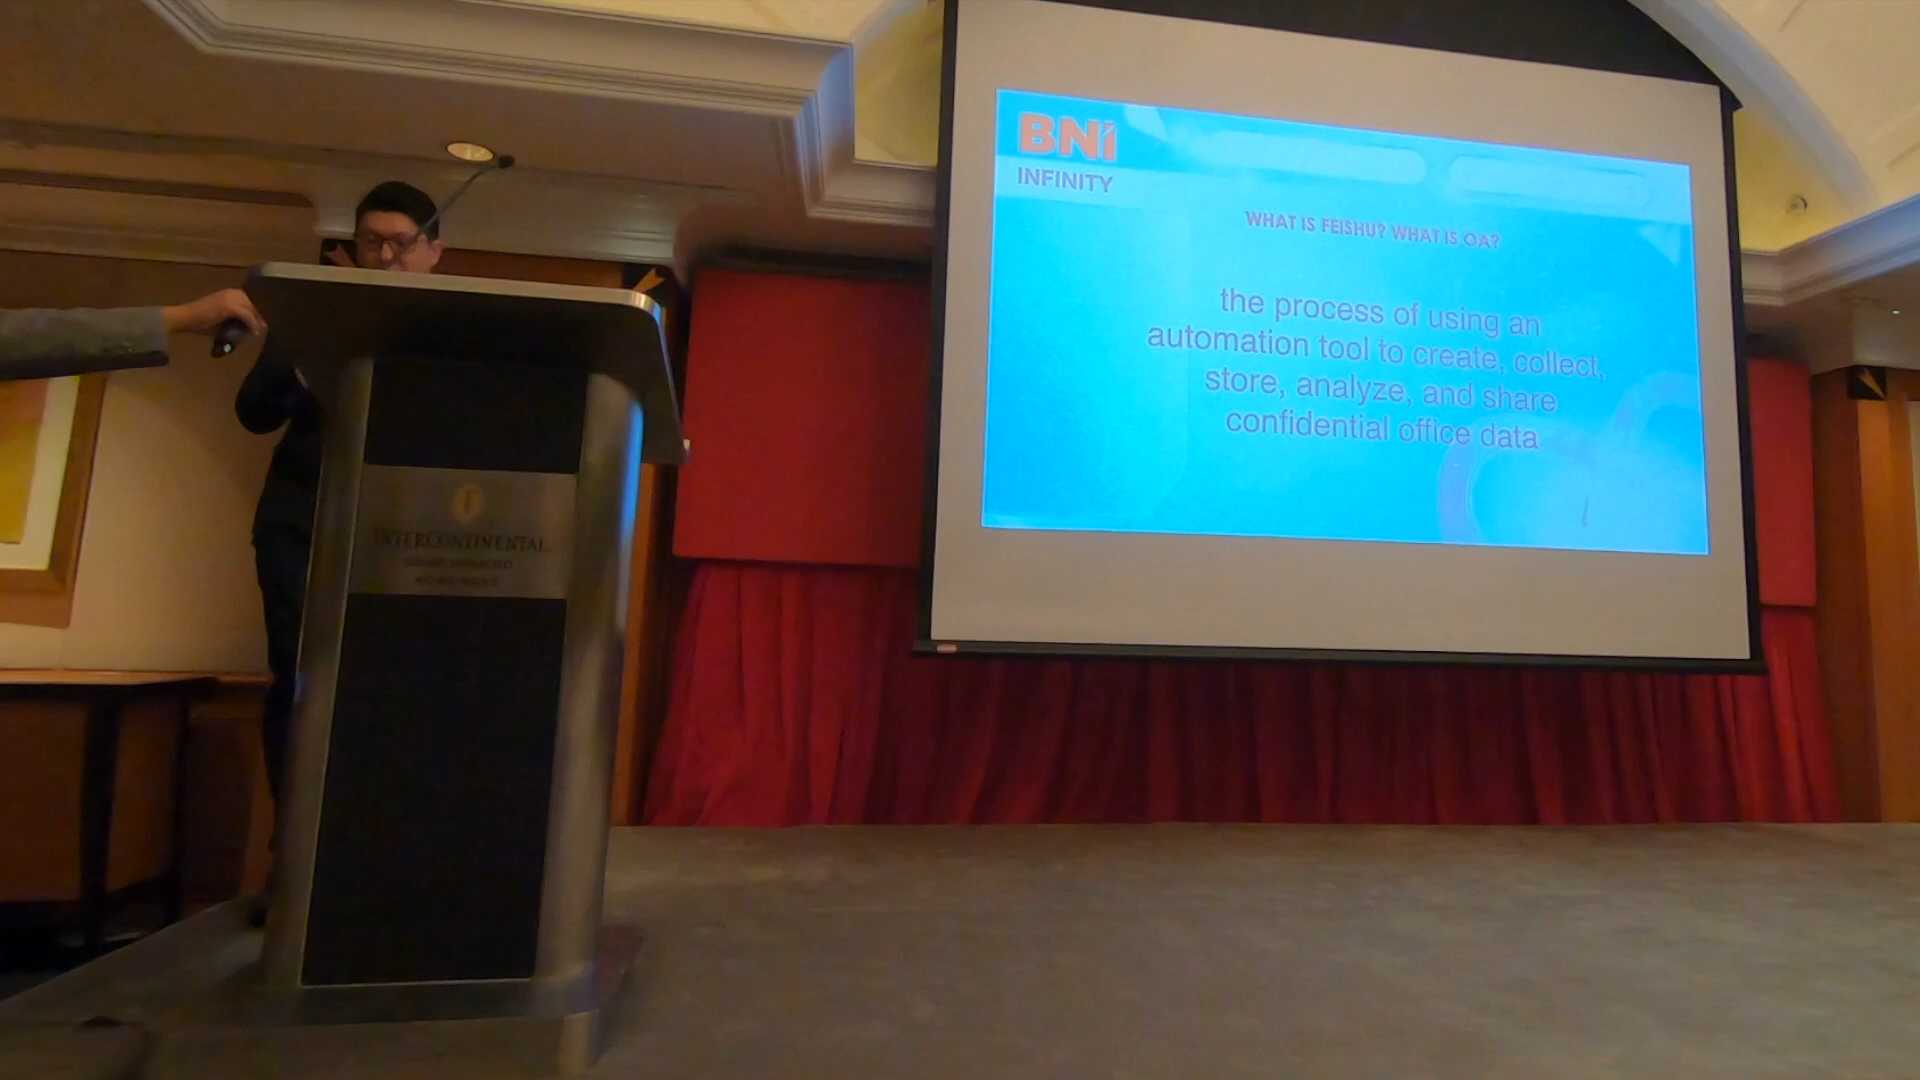 BNI
INFINITY
WHAT IS FEISHU? WHAT IS OA?
the process of using an
automation tool to create, collect,
store, analyze, and share
confidential office data
INTERCONTINENTAL